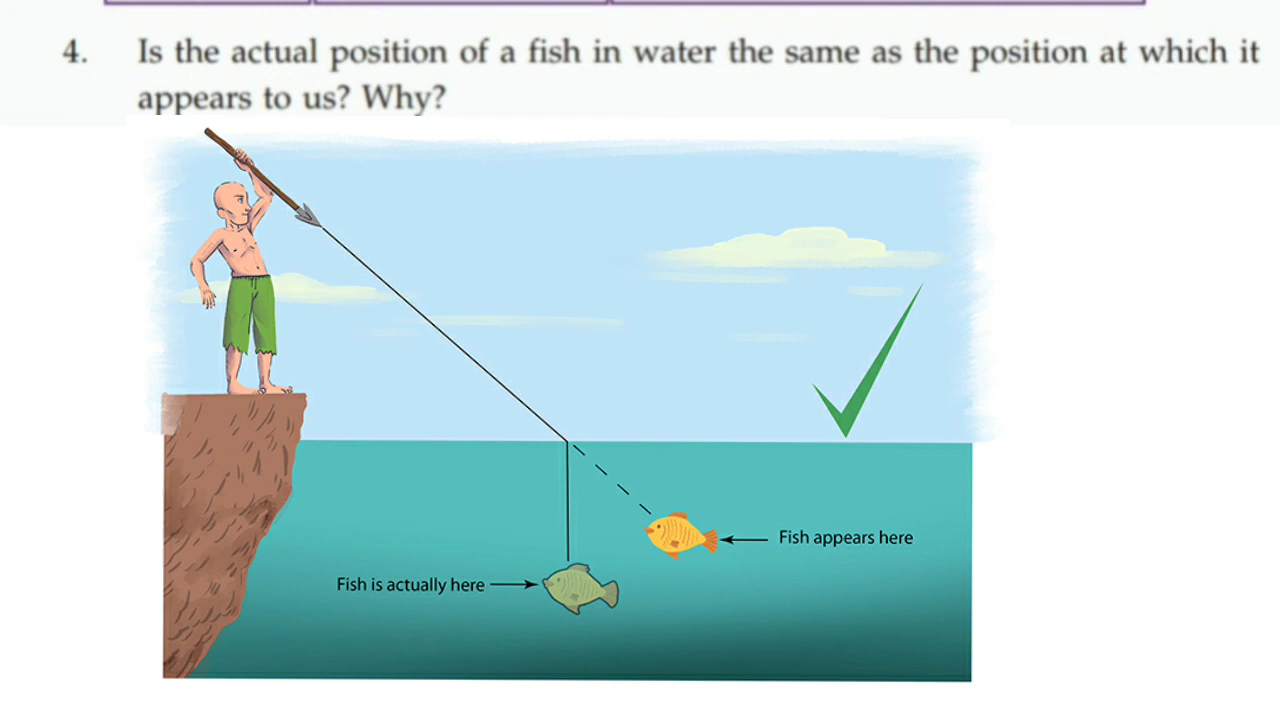 4. Is the actual position of a fish in water the same as the position at which it
appears to us? Why?
Fish appears here
Fish is actually here